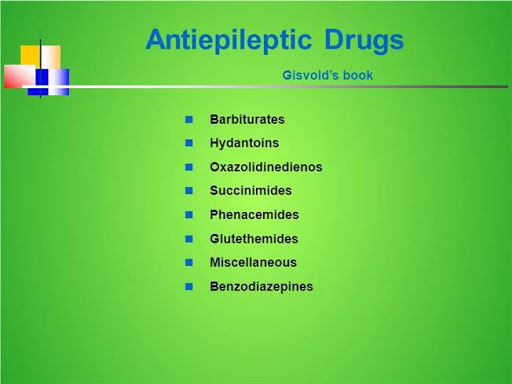 Antiepileptic Drugs
Gisvold's book
Barbiturates
Hydantoins
Oxazolidinedienos
Succinimides
Phenacemides
Glutethemides
Miscellaneous
Benzodiazepines